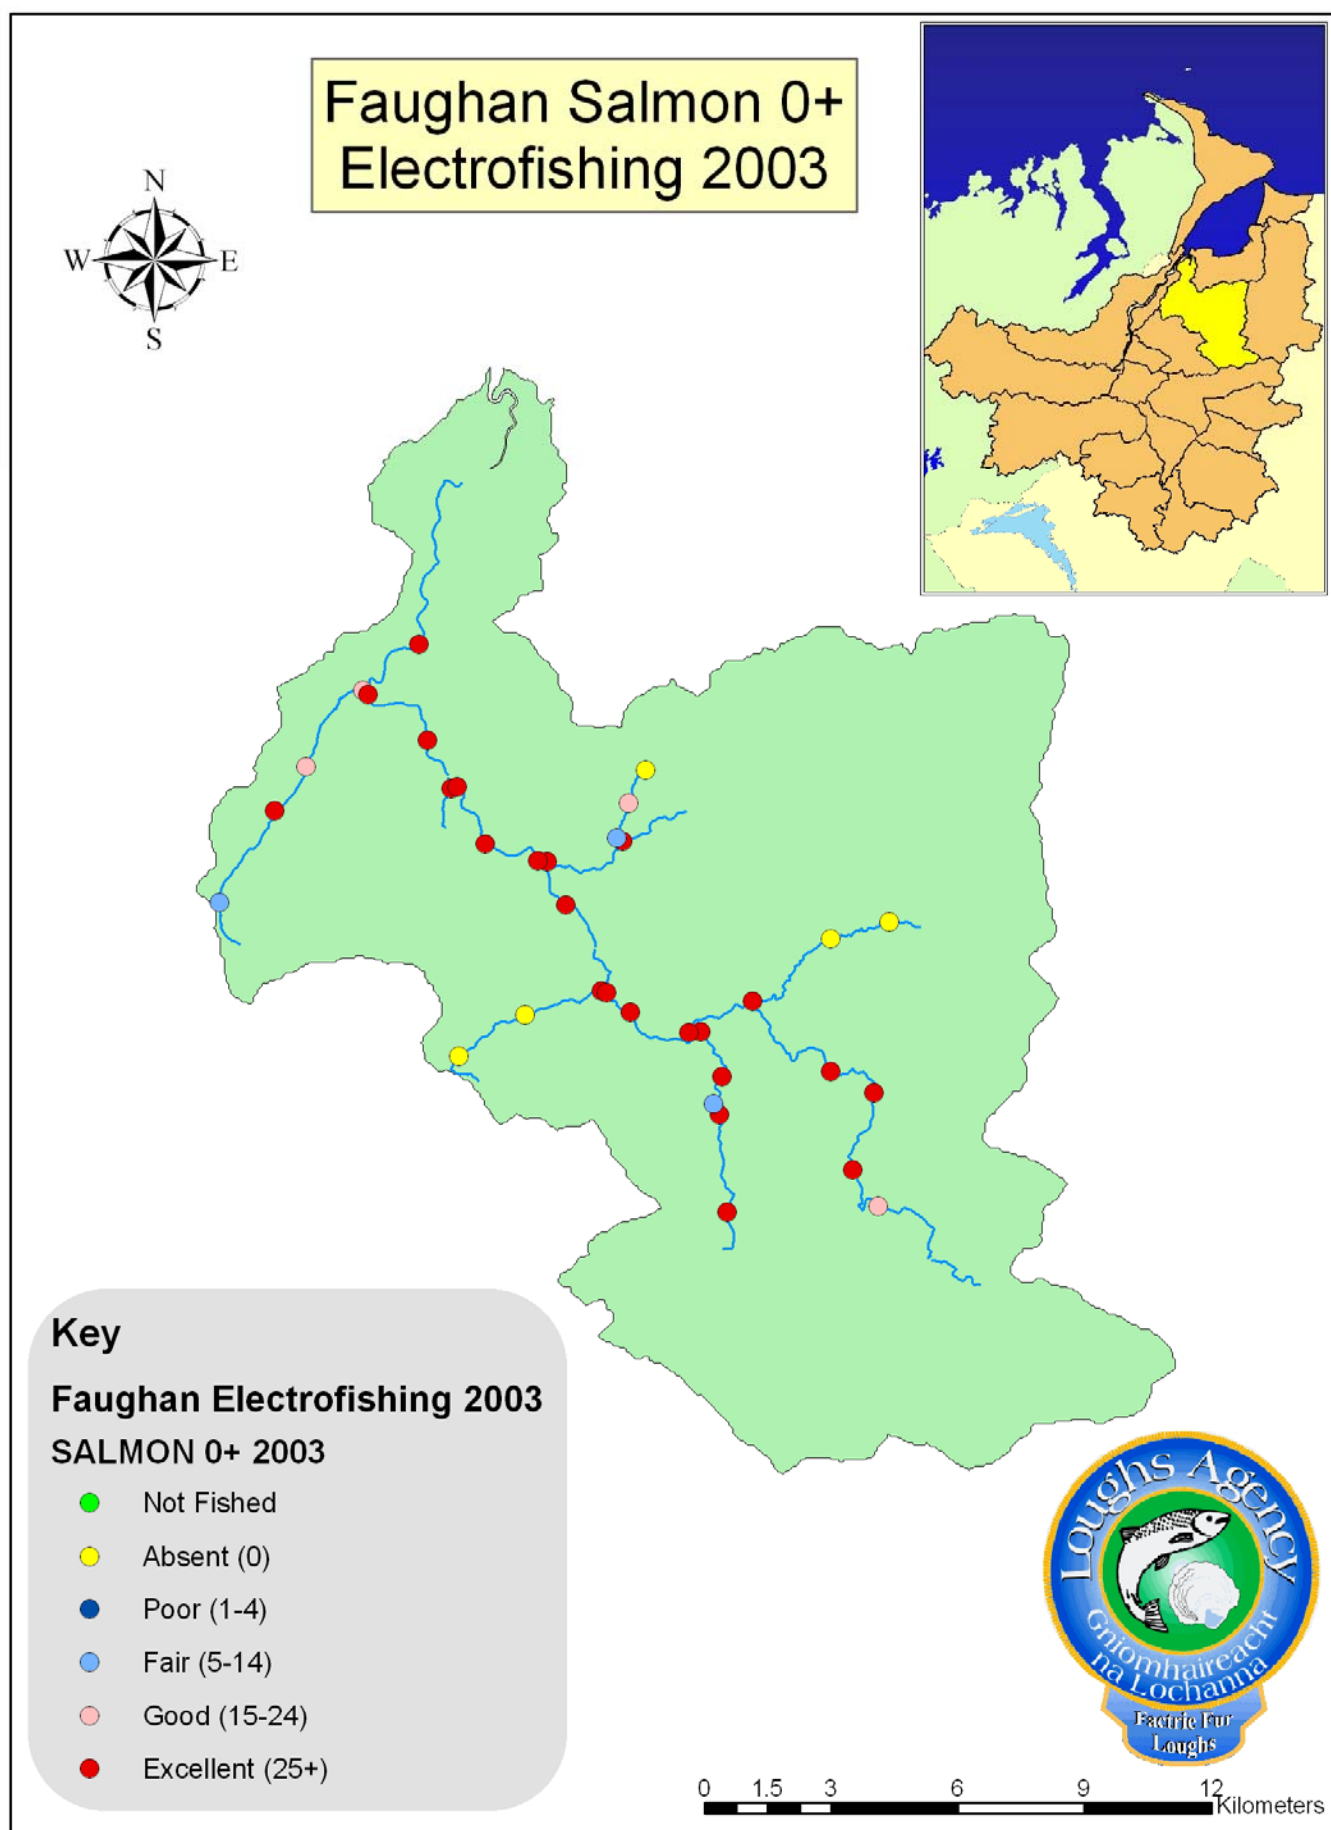 Faughan Salmon 0+
Electrofishing 2003
N
W
E
S
Key
Faughan Electrofishing 2003
SALMON 0+ 2003
Not Fished
Absent (0)
Poor (1-4)
Fair (5-14)
Good (15-24)
Excellent (25+)
Loughs Agency
Gníomhaireacht
na Lochanna
Factrie Fur
Loughs
0 1.5 3 6 9 12
Kilometers